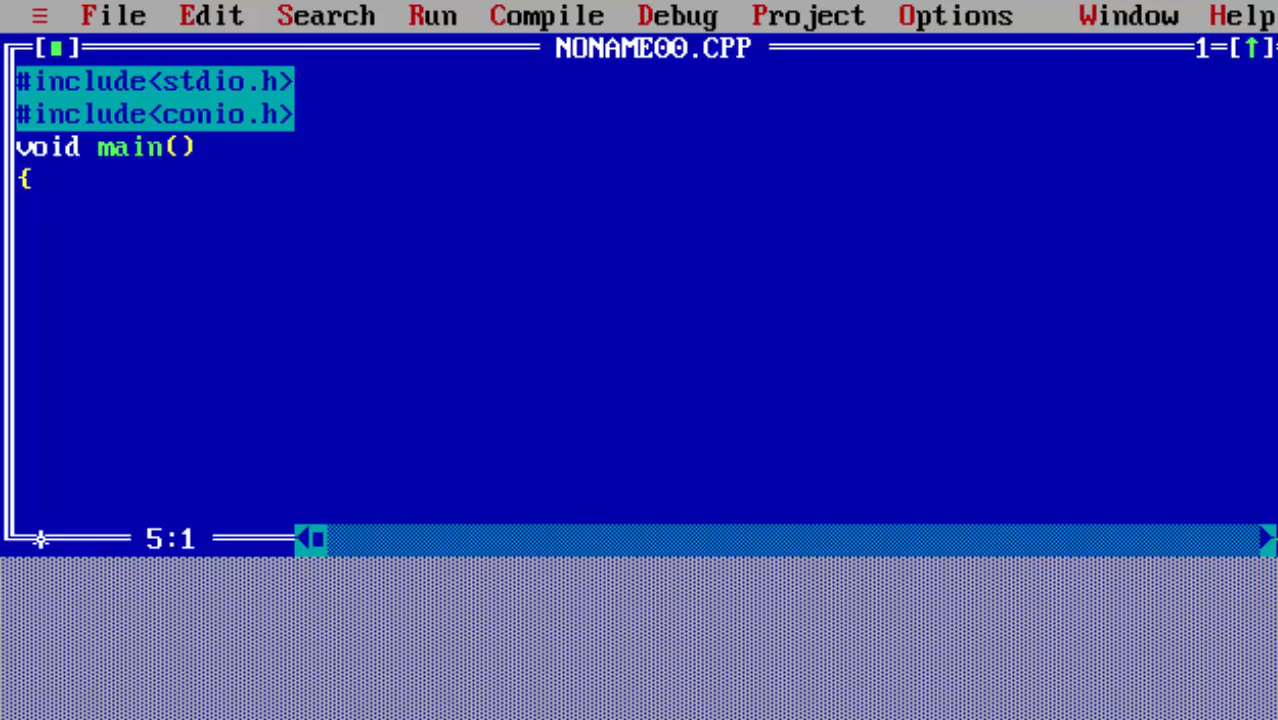 ≡ File Edit Search Run Compile Debug Project Options Window Help
[■] NONAME00.CPP 1=[↑]
#include<stdio.h>
#include<conio.h>
void main()
{
5:1